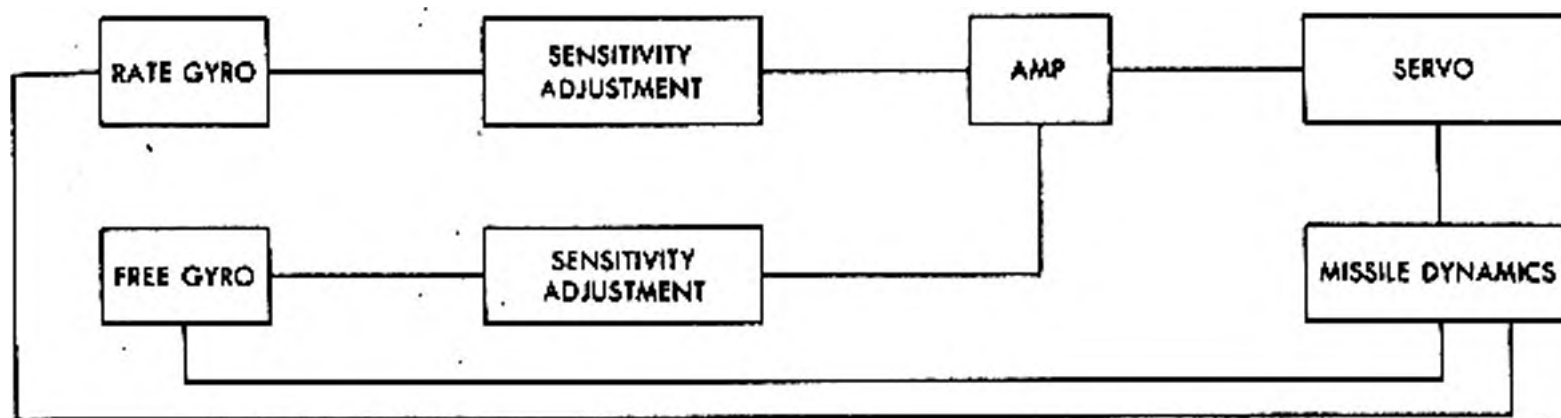 RATE GYRO
SENSITIVITY
ADJUSTMENT
AMP
SERVO
FREE GYRO
SENSITIVITY
ADJUSTMENT
MISSILE DYNAMICS